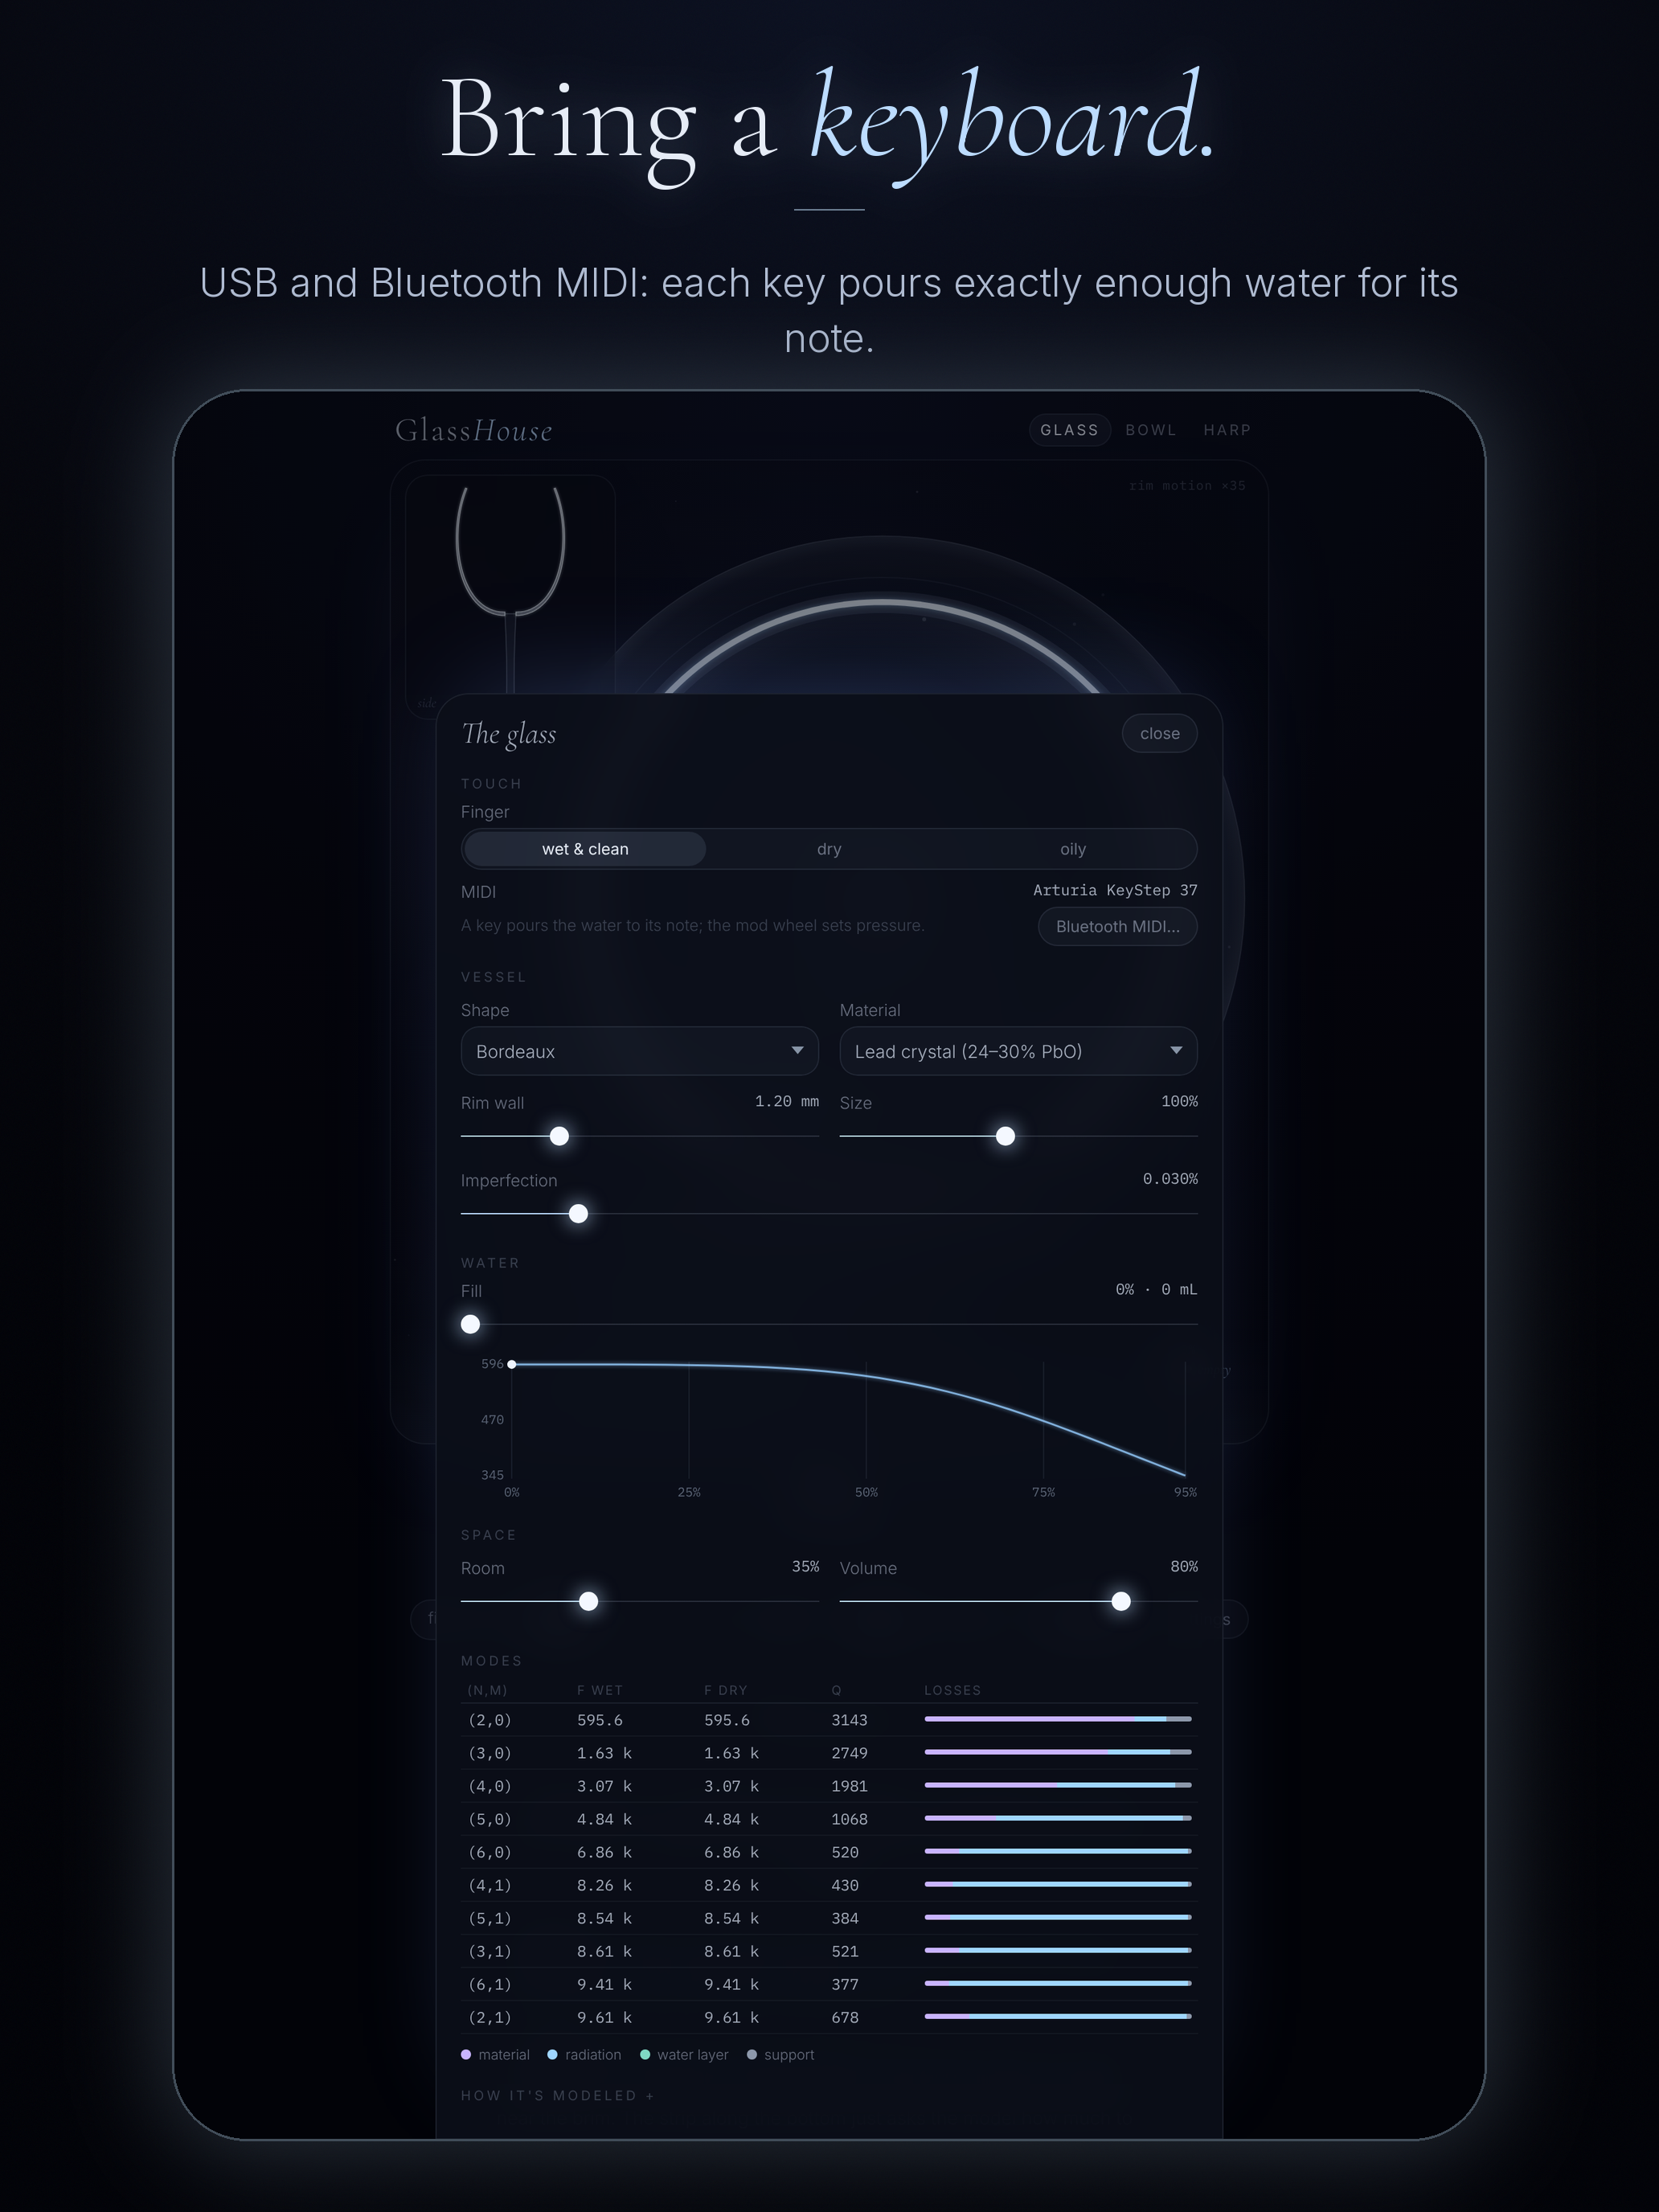 Bring a keyboard.
USB and Bluetooth MIDI: each key pours exactly enough water for its
note.
GlassHouse
GLASS BOWL HARP
rim motion ×35
side
The glass
close
TOUCH
Finger
wet & clean dry oily
MIDI Arturia KeyStep 37
A key pours the water to its note; the mod wheel sets pressure. Bluetooth MIDI...
VESSEL
Shape Material
Bordeaux Lead crystal (24–30% PbO)
Rim wall 1.20 mm Size 100%
Imperfection 0.030%
WATER
Fill 0% · 0 mL
596
470
345
0% 25% 50% 75% 95%
SPACE
Room 35% Volume 80%
MODES
(N,M) F WET F DRY Q LOSSES
(2,0) 595.6 595.6 3143
(3,0) 1.63 k 1.63 k 2749
(4,0) 3.07 k 3.07 k 1981
(5,0) 4.84 k 4.84 k 1068
(6,0) 6.86 k 6.86 k 520
(4,1) 8.26 k 8.26 k 430
(5,1) 8.54 k 8.54 k 384
(3,1) 8.61 k 8.61 k 521
(6,1) 9.41 k 9.41 k 377
(2,1) 9.61 k 9.61 k 678
material radiation water layer support
HOW IT'S MODELED +